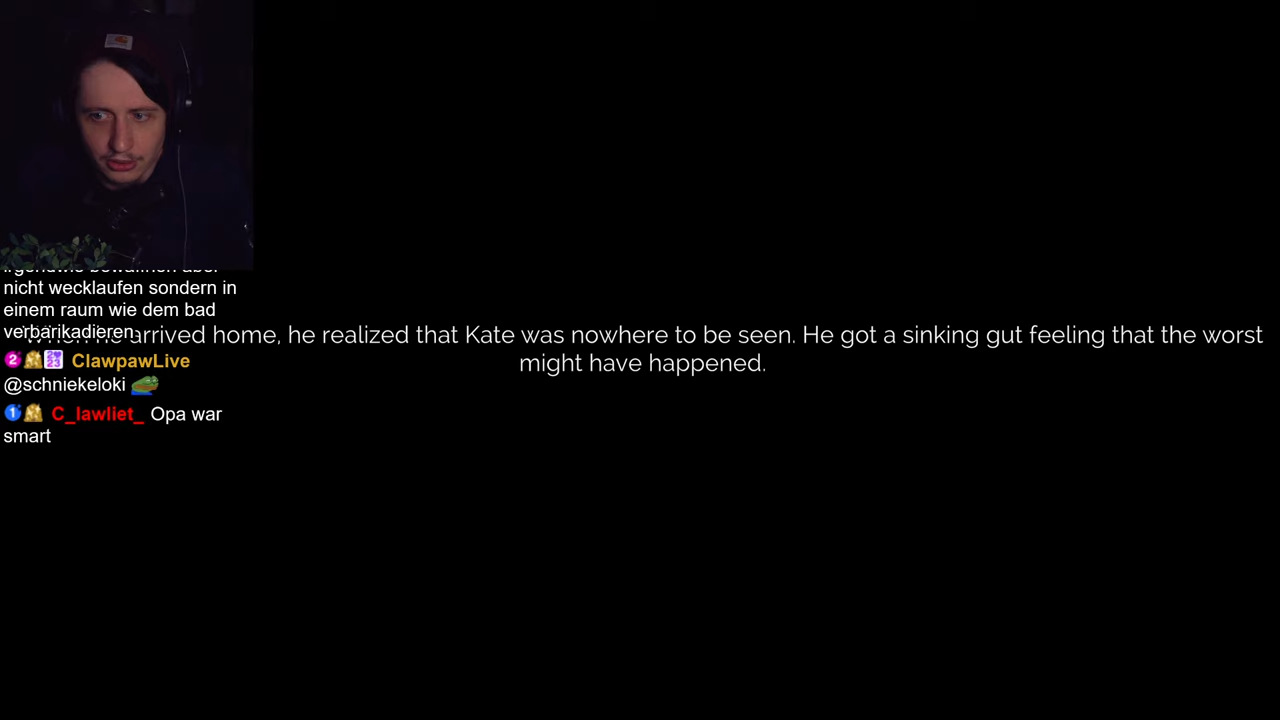 nicht wecklaufen sondern in
einem raum wie dem bad
verbarikadieren
ClawpawLive
@schniekeloki
C_lawliet_ Opa war
smart
arrived home, he realized that Kate was nowhere to be seen. He got a sinking gut feeling that the worst
might have happened.